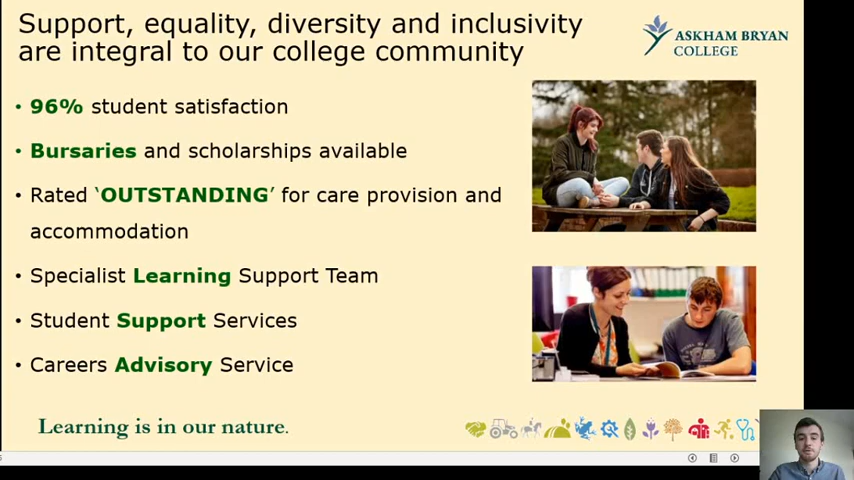 Support, equality, diversity and inclusivity
are integral to our college community
ASKHAM BRYAN
COLLEGE
• 96% student satisfaction
• Bursaries and scholarships available
• Rated ‘OUTSTANDING’ for care provision and
accommodation
• Specialist Learning Support Team
• Student Support Services
• Careers Advisory Service
Learning is in our nature.